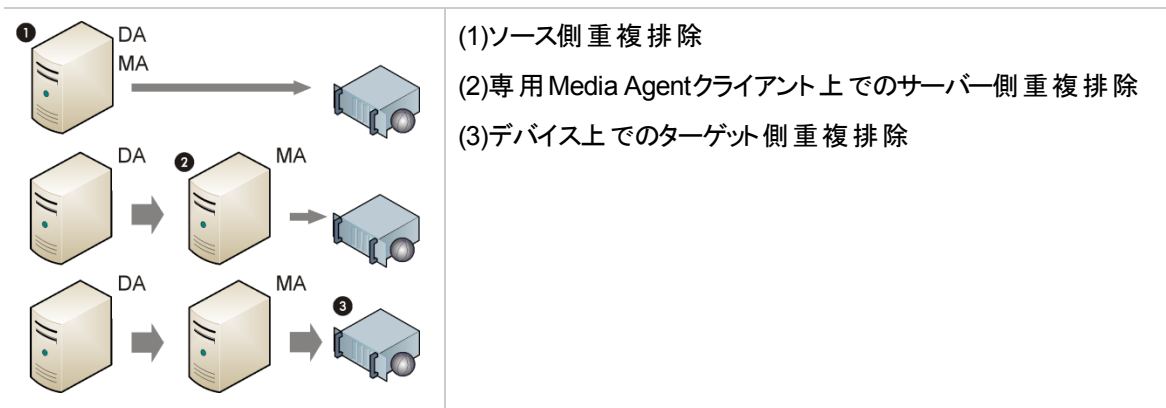 ❶ DA
MA
DA ❷ MA
DA MA
❸
(1)ソース側重複排除
(2)専用Media Agentクライアント上でのサーバー側重複排除
(3)デバイス上でのターゲット側重複排除